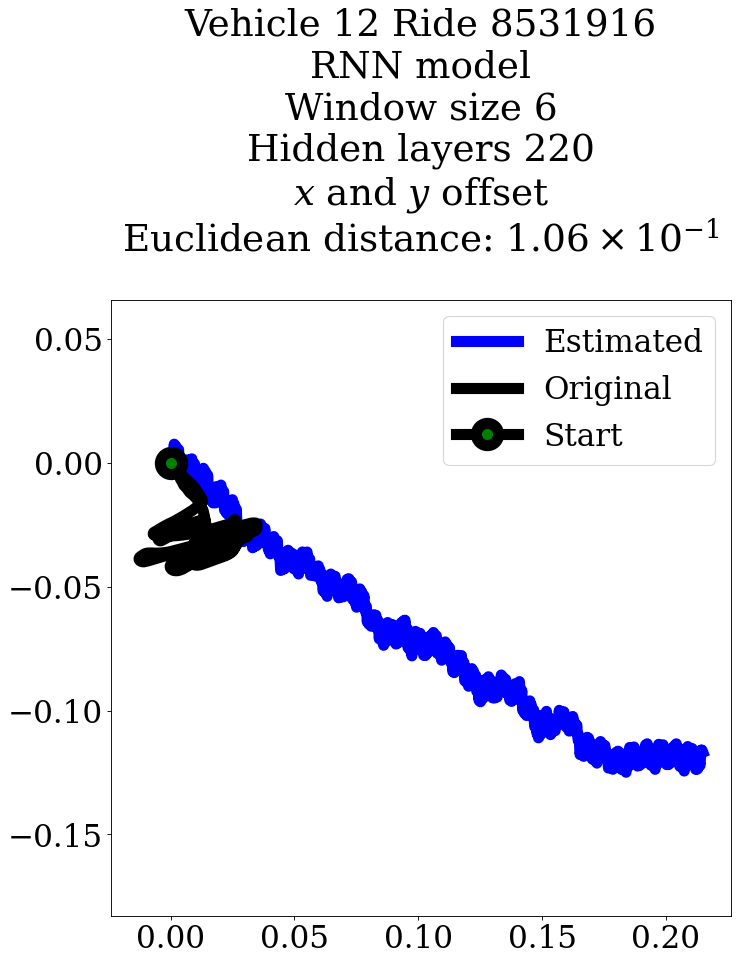 Vehicle 12 Ride 8531916
RNN model
Window size 6
Hidden layers 220
x and y offset
Euclidean distance: 1.06 × 10⁻¹
Estimated
Original
Start
0.05
0.00
−0.05
−0.10
−0.15
0.00 0.05 0.10 0.15 0.20